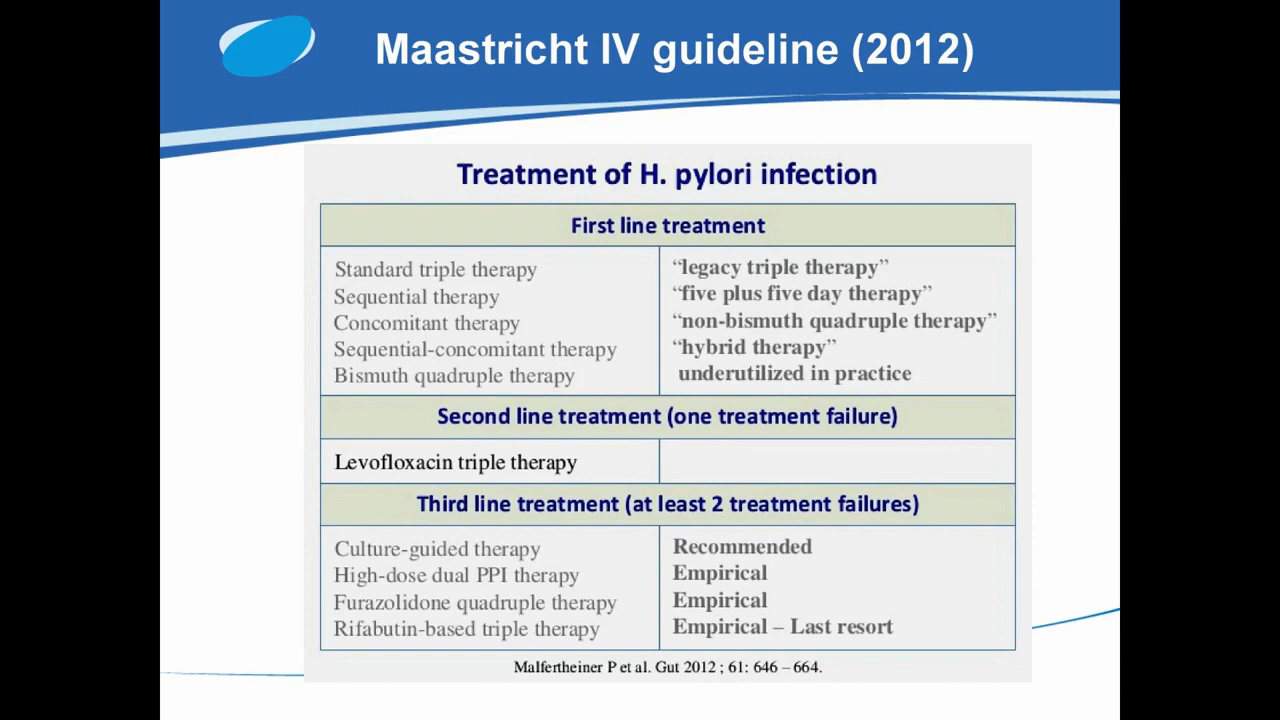 Maastricht IV guideline (2012)
Treatment of H. pylori infection
First line treatment
Standard triple therapy “legacy triple therapy”
Sequential therapy “five plus five day therapy”
Concomitant therapy “non-bismuth quadruple therapy”
Sequential-concomitant therapy “hybrid therapy”
Bismuth quadruple therapy underutilized in practice
Second line treatment (one treatment failure)
Levofloxacin triple therapy
Third line treatment (at least 2 treatment failures)
Culture-guided therapy Recommended
High-dose dual PPI therapy Empirical
Furazolidone quadruple therapy Empirical
Rifabutin-based triple therapy Empirical – Last resort
Malfertheiner P et al. Gut 2012 ; 61: 646 – 664.